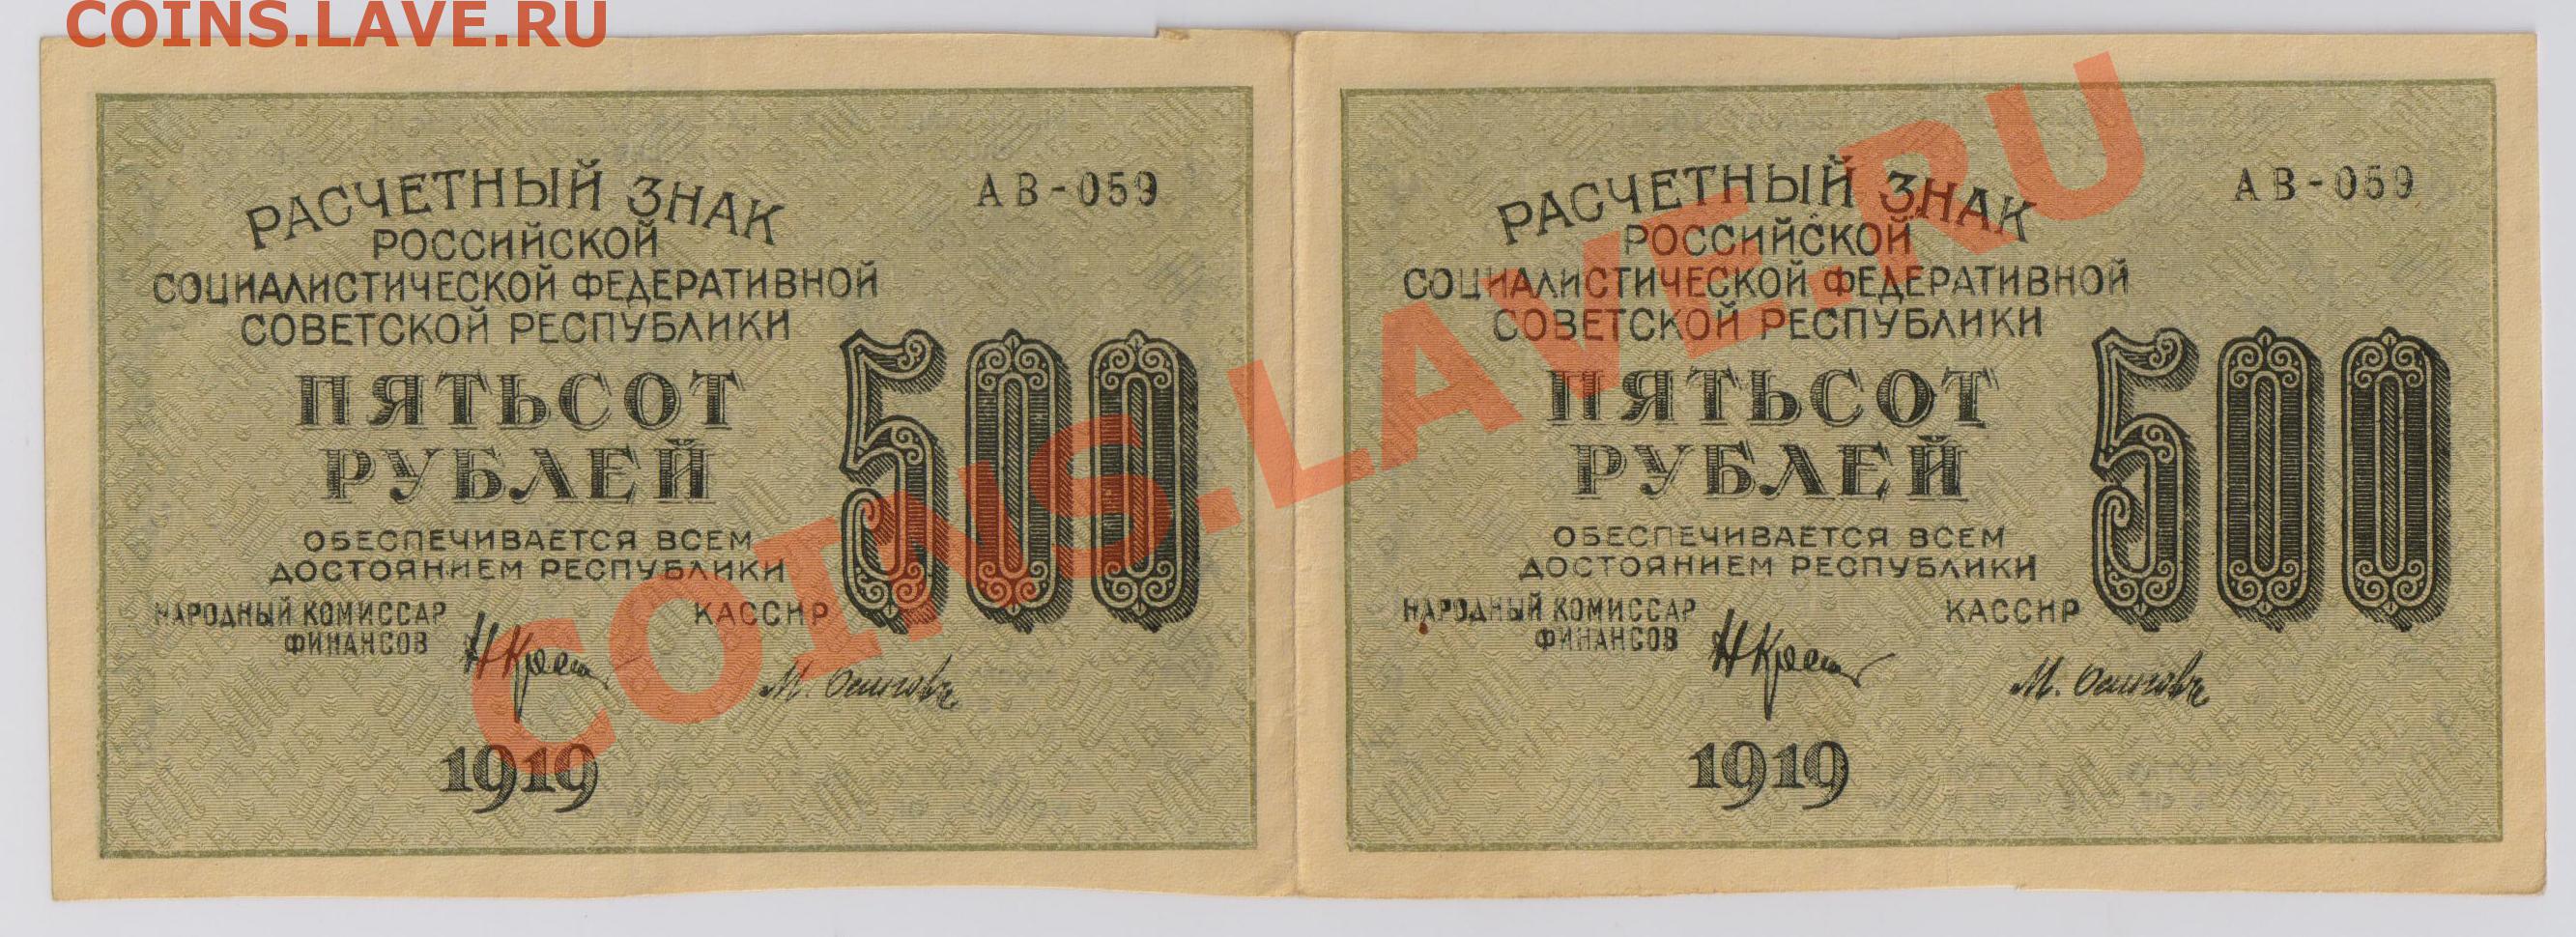 COINS.LAVE.RU
РАСЧЕТНЫЙ ЗНАК
РОССИЙСКОЙ
СОЦИАЛИСТИЧЕСКОЙ ФЕДЕРАТИВНОЙ
СОВЕТСКОЙ РЕСПУБЛИКИ
АВ-059
ПЯТЬСОТ
РУБЛЕЙ
500
ОБЕСПЕЧИВАЕТСЯ ВСЕМ
ДОСТОЯНИЕМ РЕСПУБЛИКИ
НАРОДНЫЙ КОМИССАР
ФИНАНСОВ
КАССИР
М. Осиповъ
1919
РАСЧЕТНЫЙ ЗНАК
РОССИЙСКОЙ
СОЦИАЛИСТИЧЕСКОЙ ФЕДЕРАТИВНОЙ
СОВЕТСКОЙ РЕСПУБЛИКИ
АВ-059
ПЯТЬСОТ
РУБЛЕЙ
500
ОБЕСПЕЧИВАЕТСЯ ВСЕМ
ДОСТОЯНИЕМ РЕСПУБЛИКИ
НАРОДНЫЙ КОМИССАР
ФИНАНСОВ
КАССИР
М. Осиповъ
1919
COINS.LAVE.RU